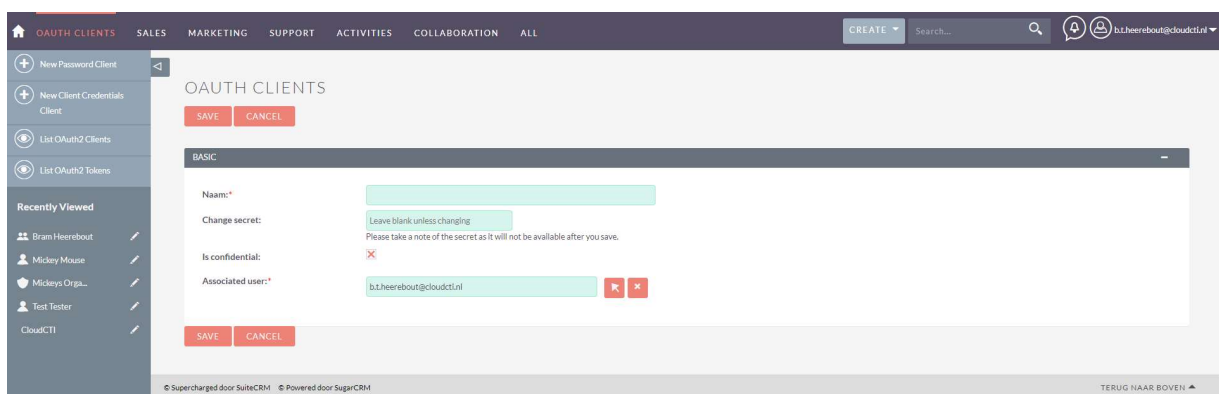 OAUTH CLIENTS SALES MARKETING SUPPORT ACTIVITIES COLLABORATION ALL CREATE Search... b.t.heerebout@cloudcti.nl
New Password Client
New Client Credentials
Client
List OAuth2 Clients
List OAuth2 Tokens
Recently Viewed
Bram Heerebout
Mickey Mouse
Mickeys Orga...
Test Tester
CloudCTI
OAUTH CLIENTS
SAVE CANCEL
BASIC
Naam:*
Change secret: Leave blank unless changing
Please take a note of the secret as it will not be available after you save.
Is confidential:
Associated user:* b.t.heerebout@cloudcti.nl
SAVE CANCEL
© Supercharged door SuiteCRM © Powered door SugarCRM TERUG NAAR BOVEN